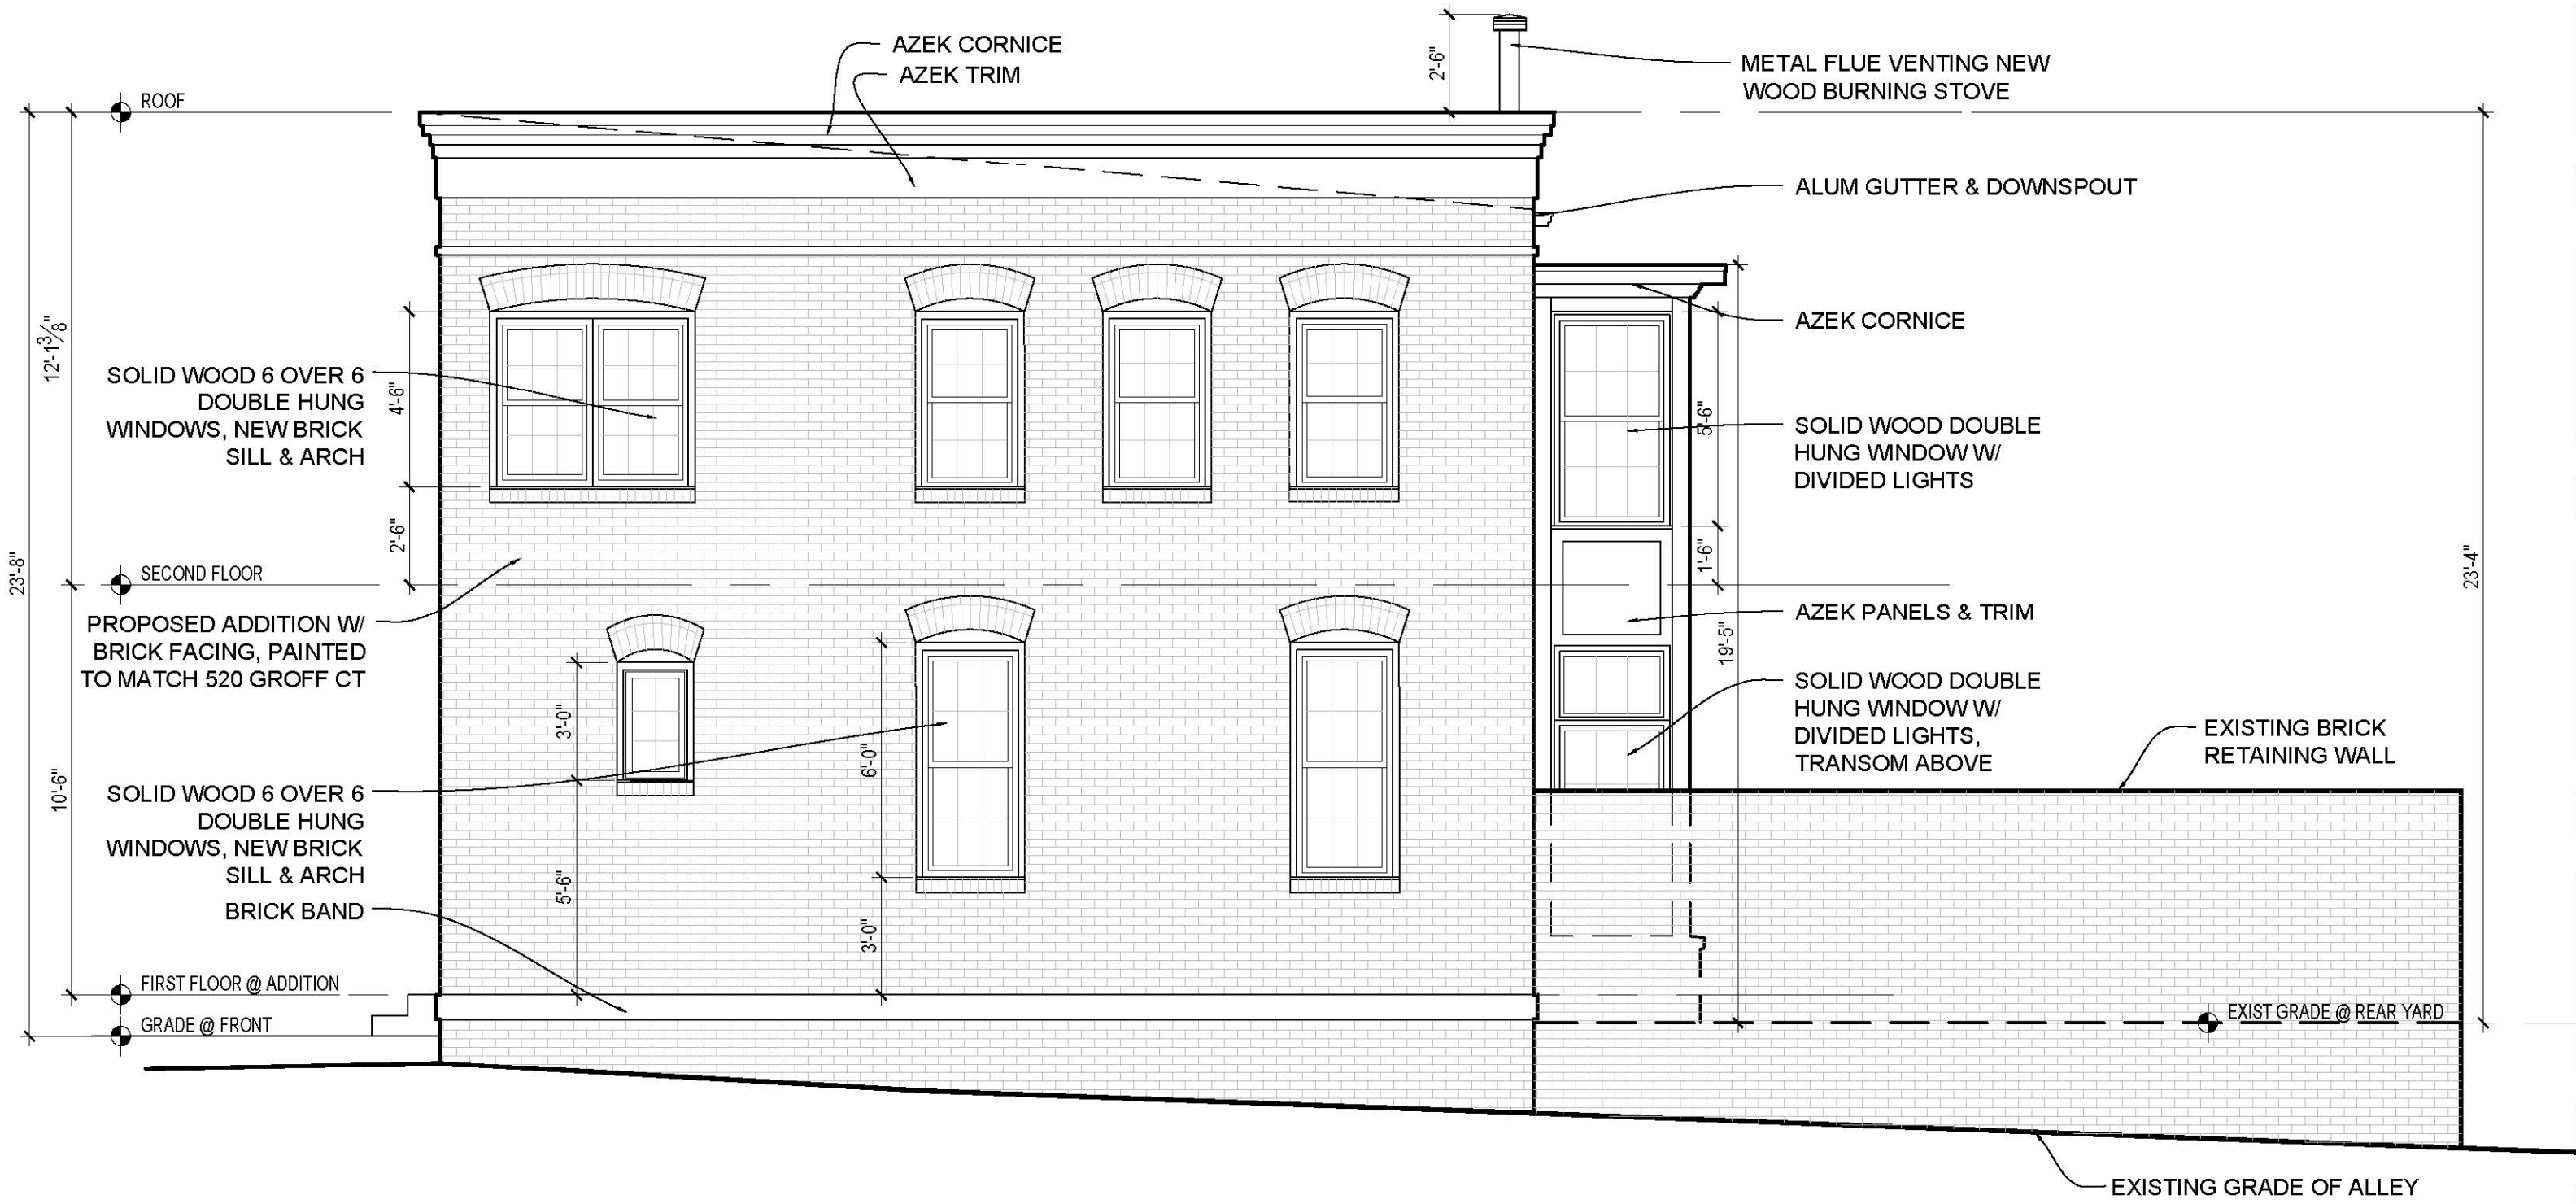 AZEK CORNICE
AZEK TRIM
2'-6"
METAL FLUE VENTING NEW
WOOD BURNING STOVE
ROOF
ALUM GUTTER & DOWNSPOUT
AZEK CORNICE
12'-1 3/8"
SOLID WOOD 6 OVER 6
DOUBLE HUNG
WINDOWS, NEW BRICK
SILL & ARCH
4'-6"
5'-6"
SOLID WOOD DOUBLE
HUNG WINDOW W/
DIVIDED LIGHTS
2'-6"
1'-6"
23'-8"
SECOND FLOOR
23'-4"
PROPOSED ADDITION W/
BRICK FACING, PAINTED
TO MATCH 520 GROFF CT
AZEK PANELS & TRIM
19'-5"
SOLID WOOD DOUBLE
HUNG WINDOW W/
DIVIDED LIGHTS,
TRANSOM ABOVE
EXISTING BRICK
RETAINING WALL
3'-0"
6'-0"
10'-6"
SOLID WOOD 6 OVER 6
DOUBLE HUNG
WINDOWS, NEW BRICK
SILL & ARCH
5'-6"
3'-0"
BRICK BAND
FIRST FLOOR @ ADDITION
GRADE @ FRONT
EXIST GRADE @ REAR YARD
EXISTING GRADE OF ALLEY